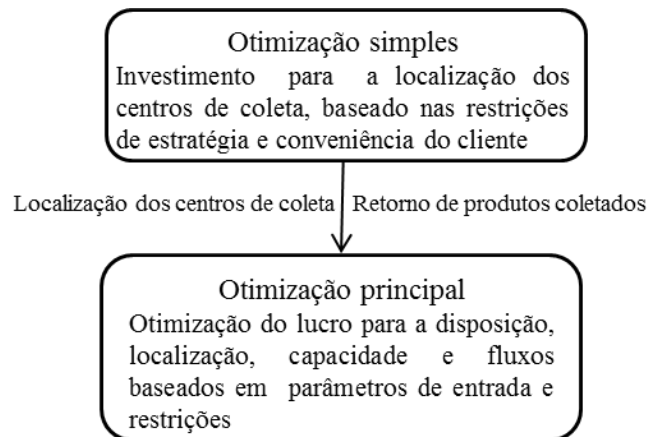 Otimização simples
Investimento para a localização dos
centros de coleta, baseado nas restrições
de estratégia e conveniência do cliente
Localização dos centros de coleta
Retorno de produtos coletados
Otimização principal
Otimização do lucro para a disposição,
localização, capacidade e fluxos
baseados em parâmetros de entrada e
restrições